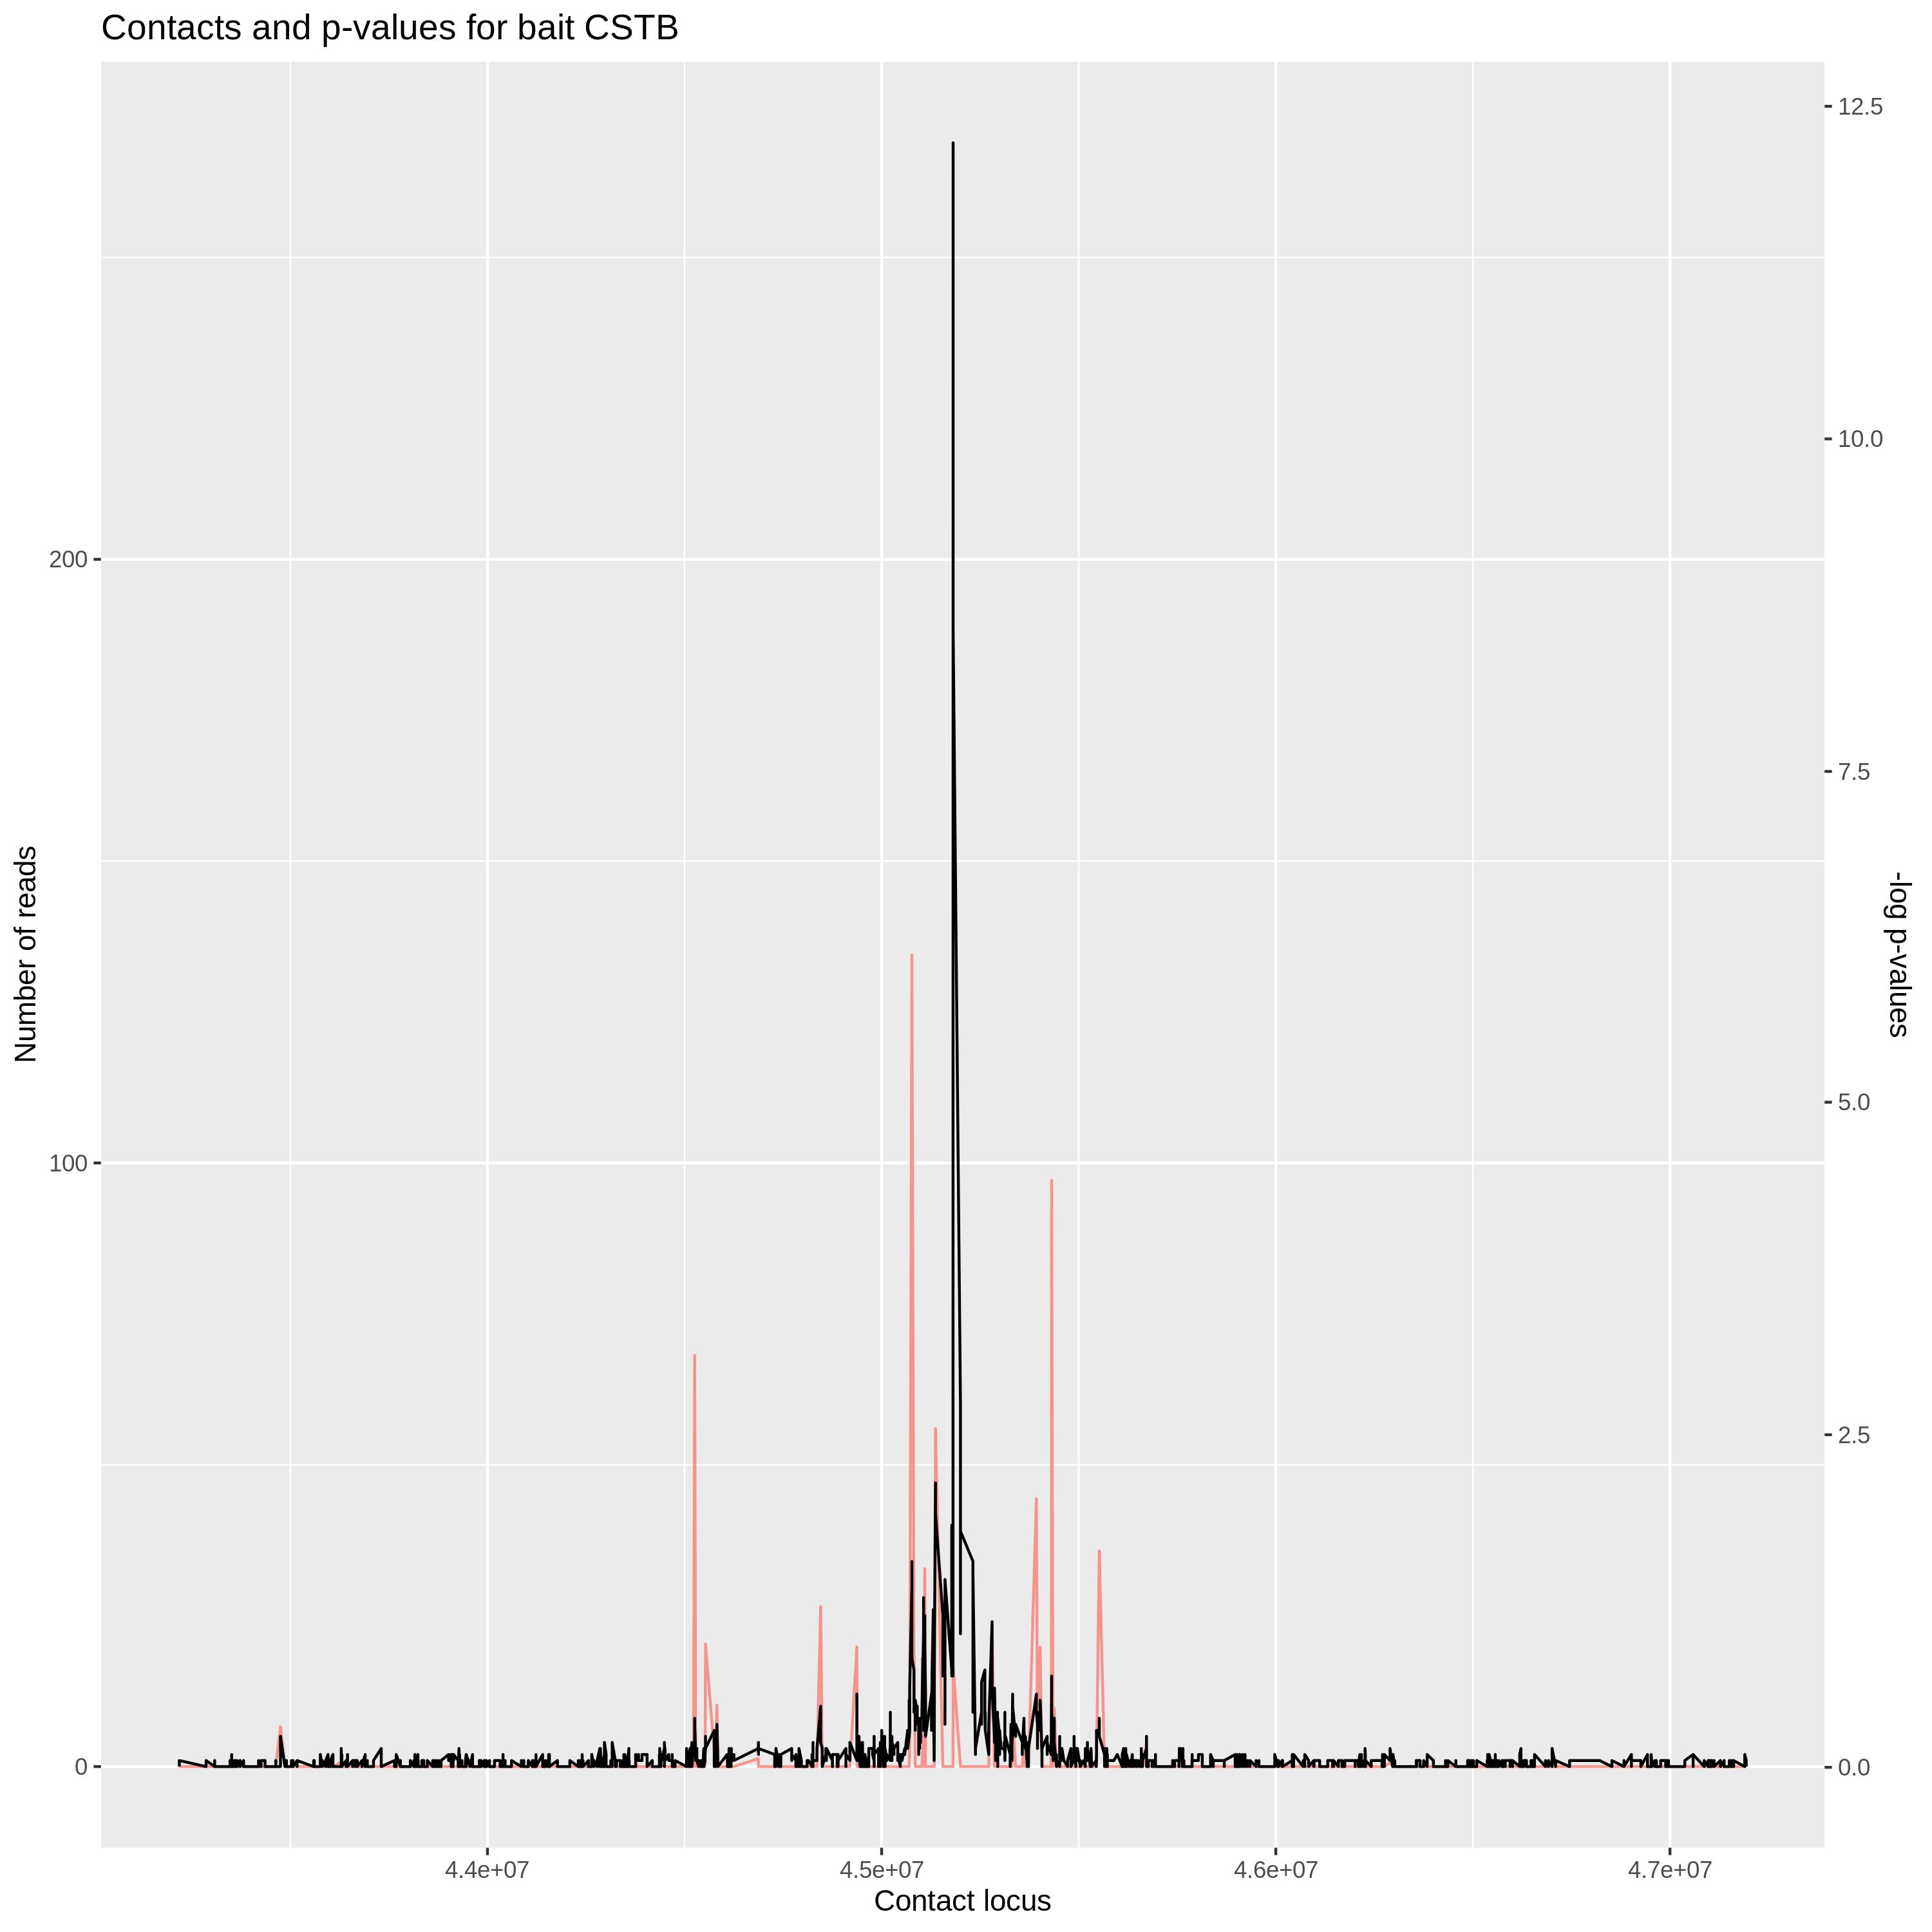 Contacts and p-values for bait CSTB
12.5
10.0
200
7.5
Number of reads
-log p-values
5.0
100
2.5
0
0.0
4.4e+07
4.5e+07
4.6e+07
4.7e+07
Contact locus